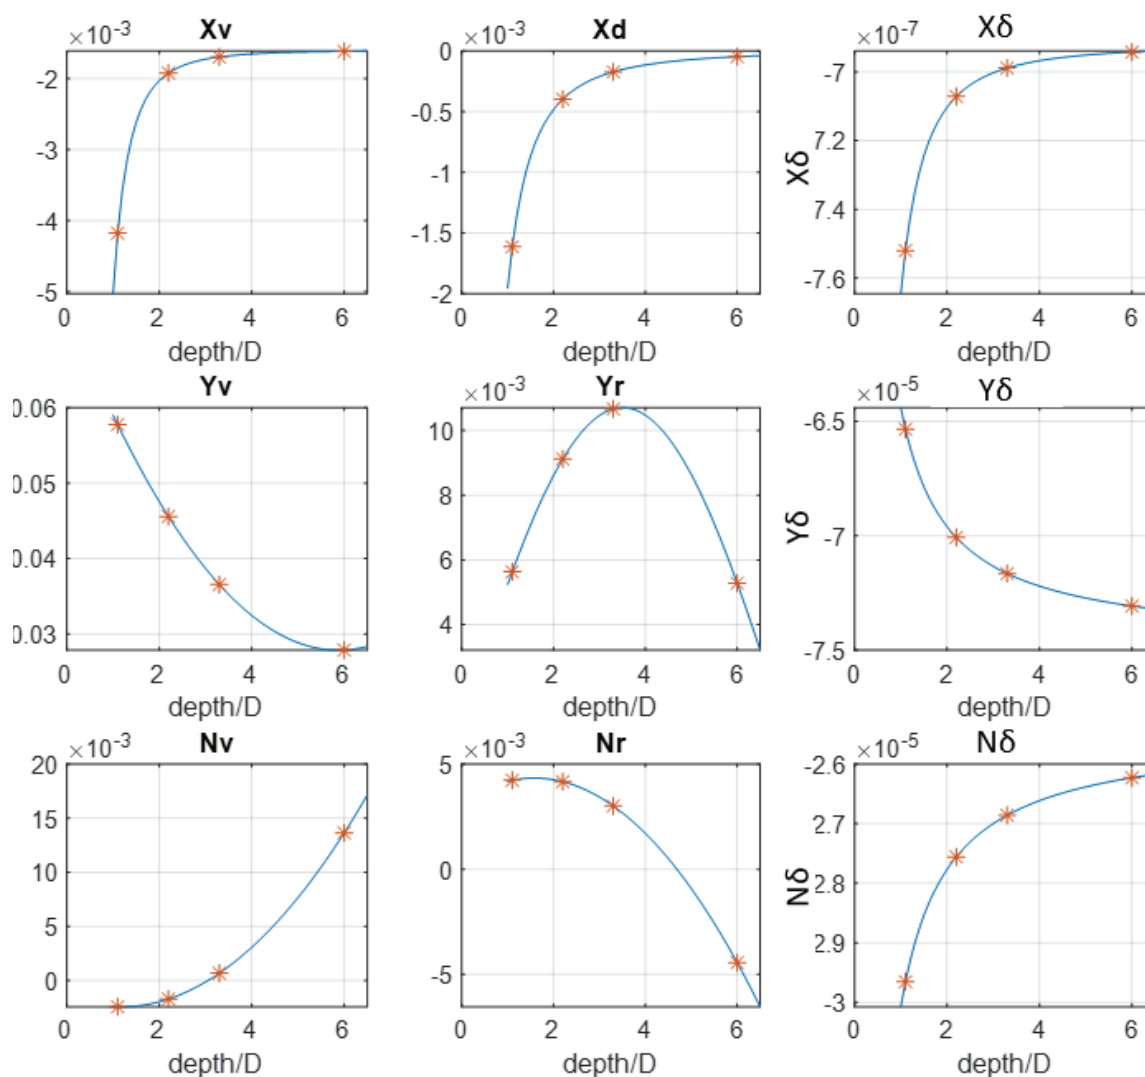 ×10⁻³ Xv
-2
-3
-4
-5
0 2 4 6
depth/D
×10⁻³ Xd
0
-0.5
-1
-1.5
-2
0 2 4 6
depth/D
×10⁻⁷ Xδ
-7
-7.2
-7.4
-7.6
Xδ
0 2 4 6
depth/D
Yv
0.06
0.05
0.04
0.03
0 2 4 6
depth/D
×10⁻³ Yr
10
8
6
4
0 2 4 6
depth/D
×10⁻⁵ Yδ
-6.5
-7
-7.5
Yδ
0 2 4 6
depth/D
×10⁻³ Nv
20
15
10
5
0
0 2 4 6
depth/D
×10⁻³ Nr
5
0
-5
0 2 4 6
depth/D
×10⁻⁵ Nδ
-2.6
2.7
2.8
2.9
-3
Nδ
0 2 4 6
depth/D